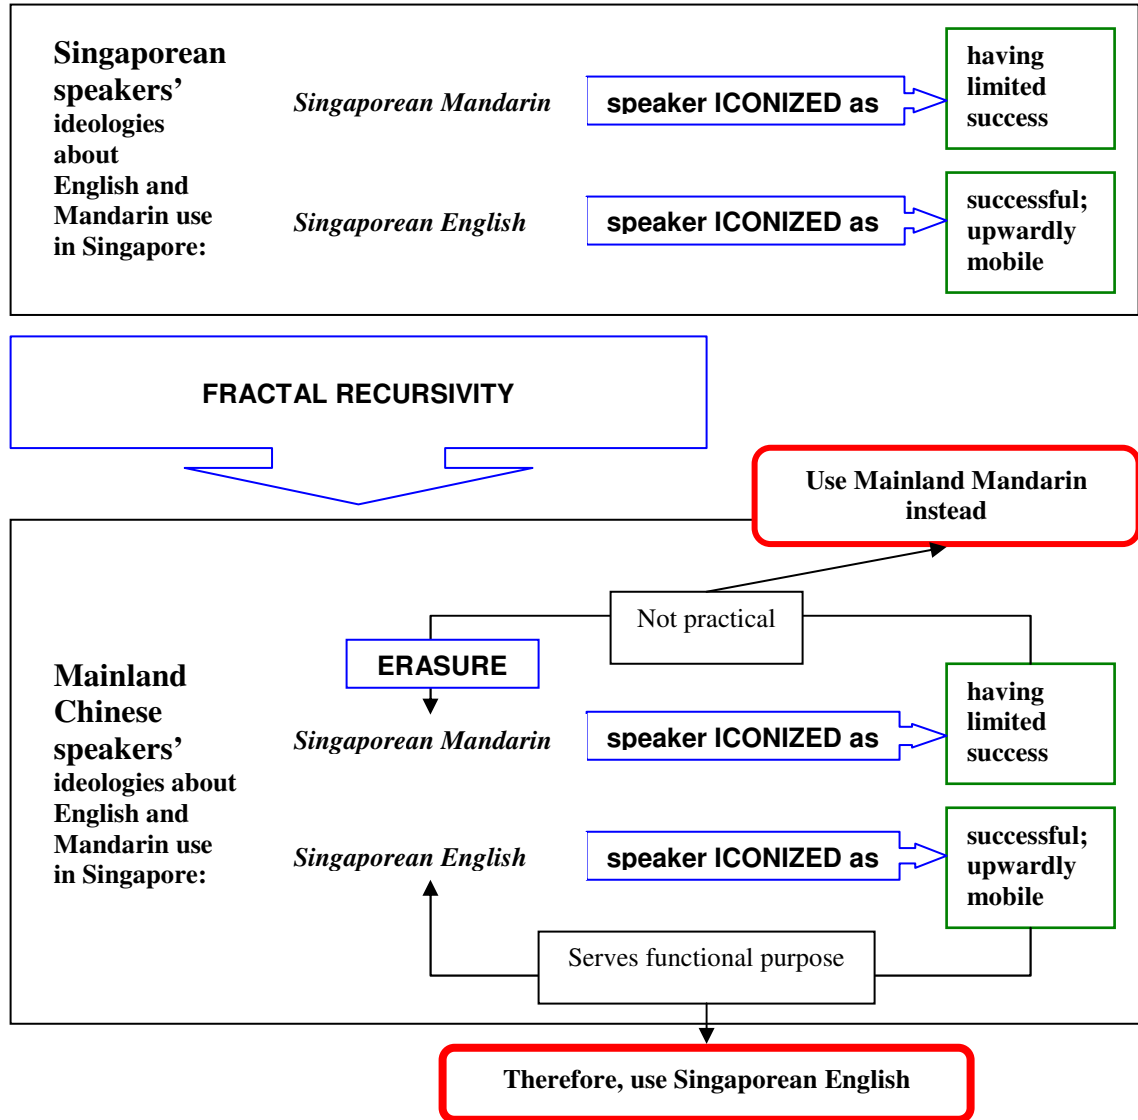 Singaporean
speakers'
ideologies
about
English and
Mandarin use
in Singapore:
Singaporean Mandarin
speaker ICONIZED as
having
limited
success
Singaporean English
speaker ICONIZED as
successful;
upwardly
mobile
FRACTAL RECURSIVITY
Use Mainland Mandarin
instead
Not practical
ERASURE
Mainland
Chinese
speakers'
ideologies about
English and
Mandarin use
in Singapore:
Singaporean Mandarin
speaker ICONIZED as
having
limited
success
Singaporean English
speaker ICONIZED as
successful;
upwardly
mobile
Serves functional purpose
Therefore, use Singaporean English